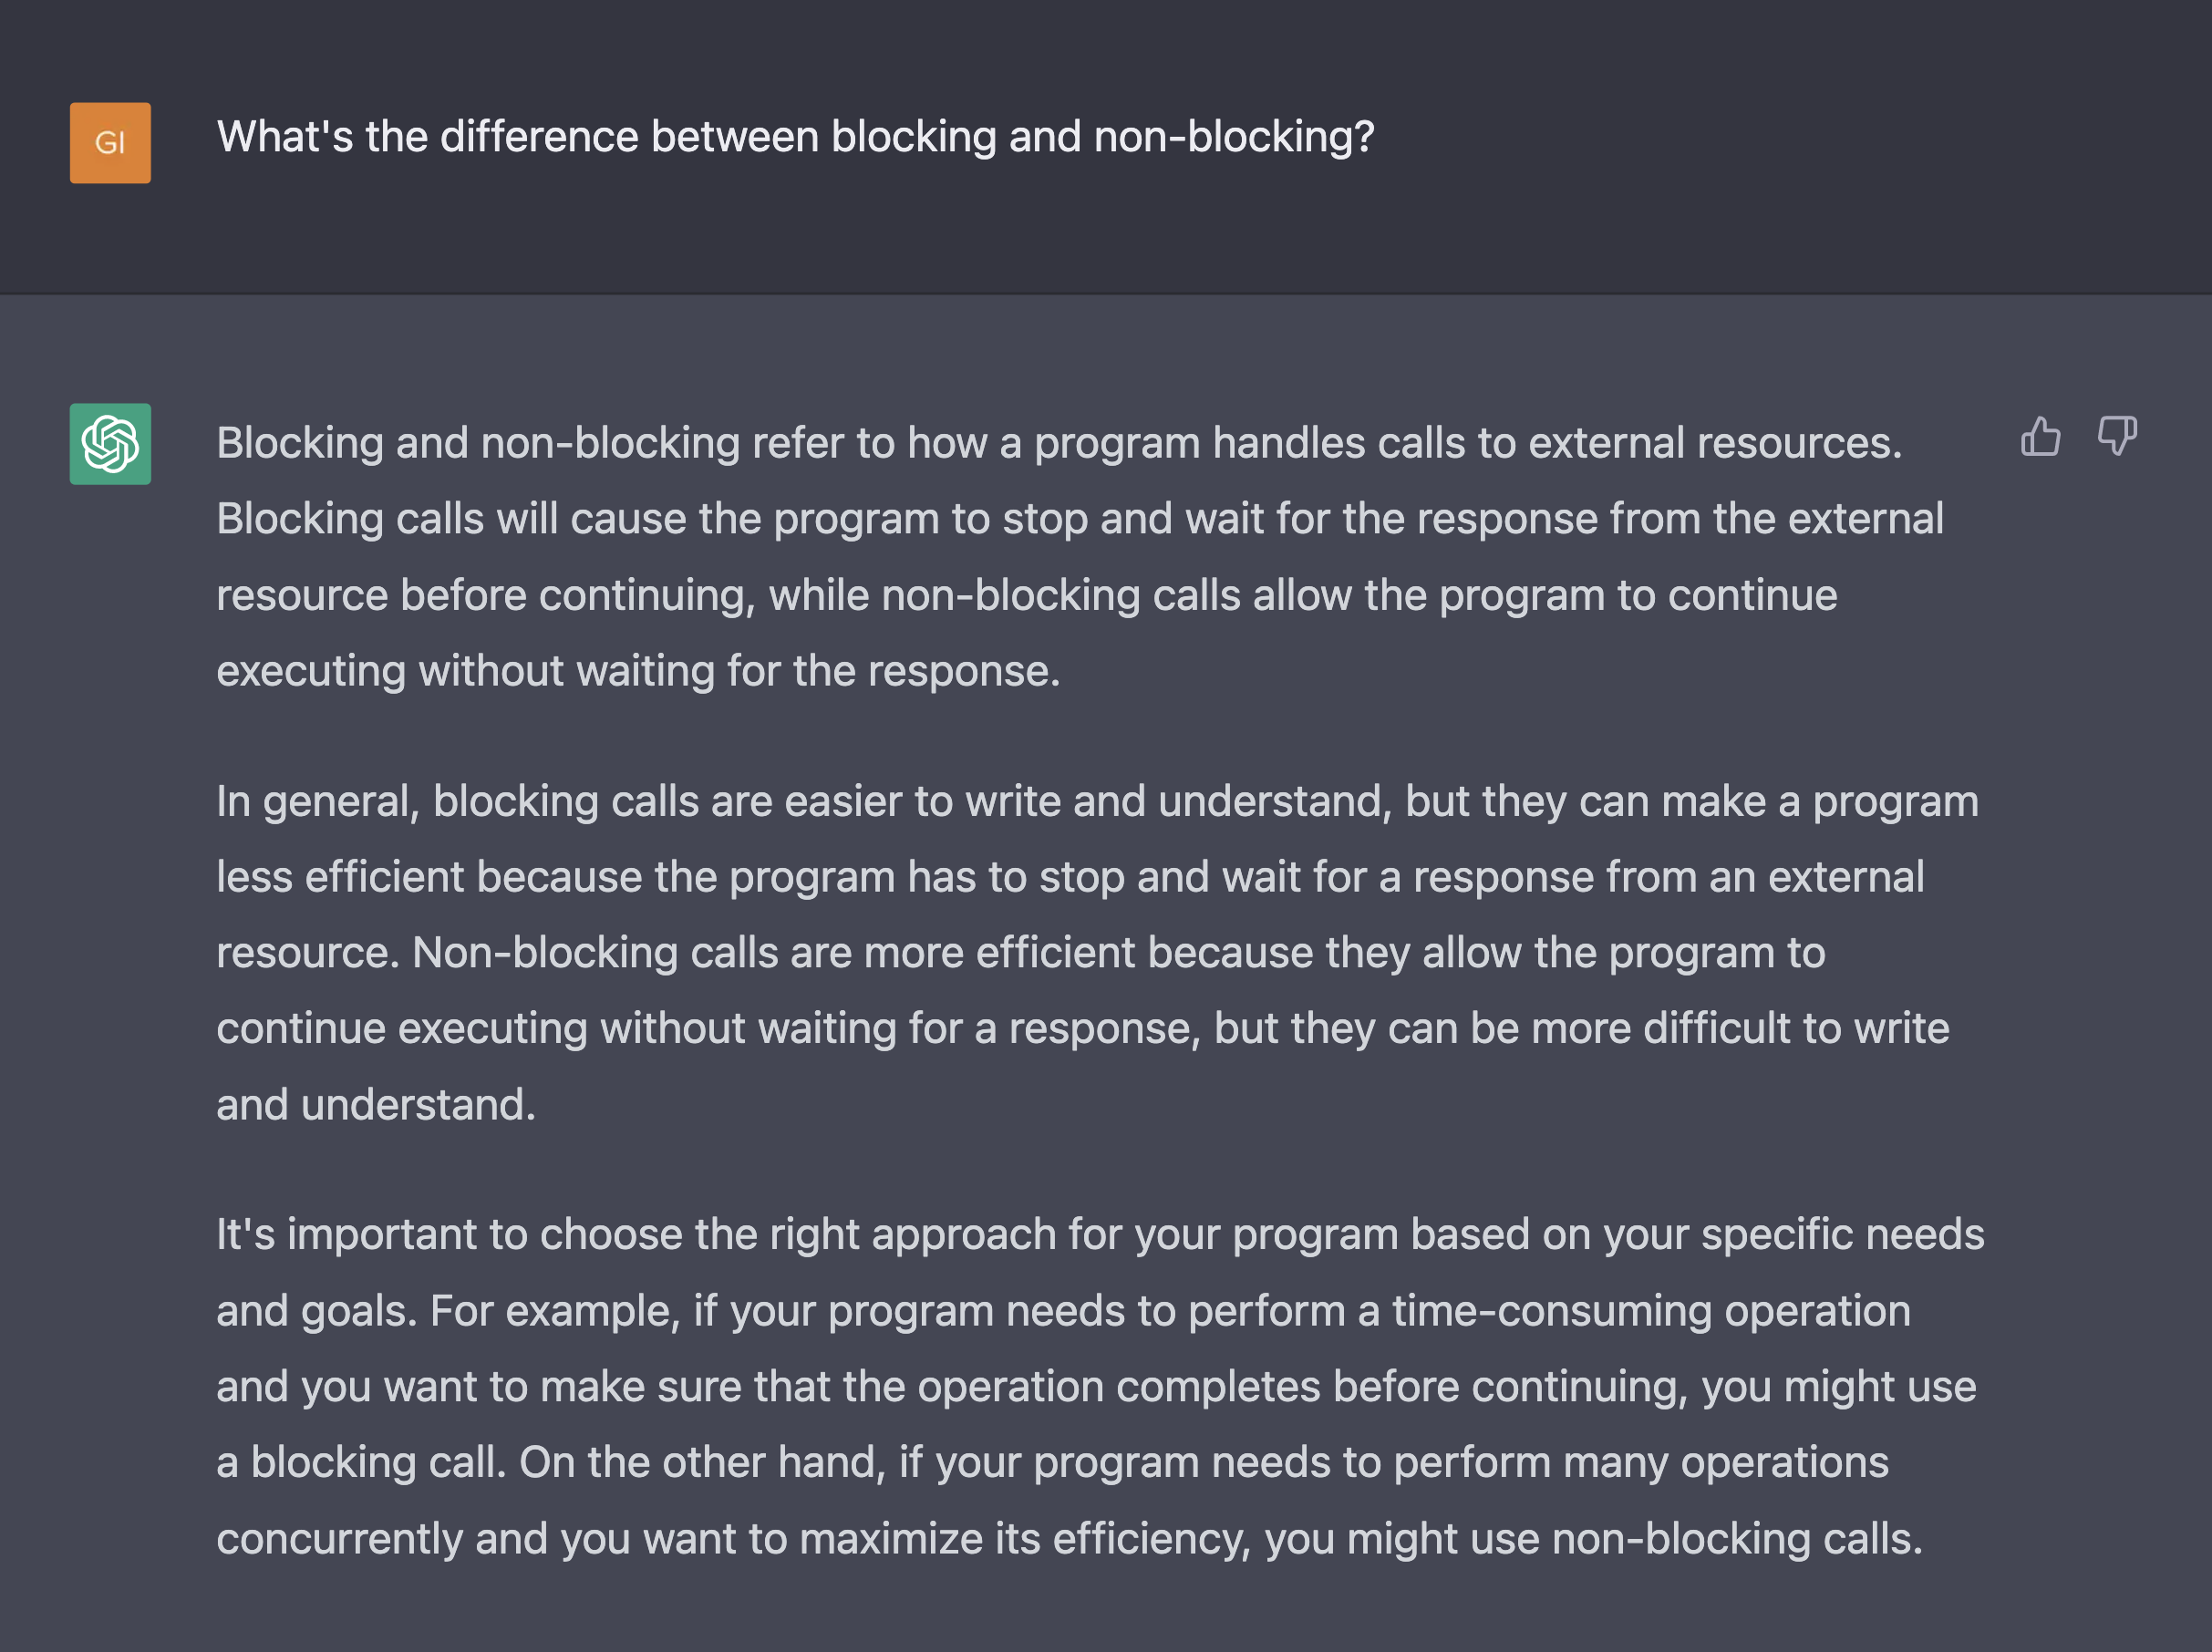 GI
What's the difference between blocking and non-blocking?
Blocking and non-blocking refer to how a program handles calls to external resources.
Blocking calls will cause the program to stop and wait for the response from the external
resource before continuing, while non-blocking calls allow the program to continue
executing without waiting for the response.
In general, blocking calls are easier to write and understand, but they can make a program
less efficient because the program has to stop and wait for a response from an external
resource. Non-blocking calls are more efficient because they allow the program to
continue executing without waiting for a response, but they can be more difficult to write
and understand.
It's important to choose the right approach for your program based on your specific needs
and goals. For example, if your program needs to perform a time-consuming operation
and you want to make sure that the operation completes before continuing, you might use
a blocking call. On the other hand, if your program needs to perform many operations
concurrently and you want to maximize its efficiency, you might use non-blocking calls.